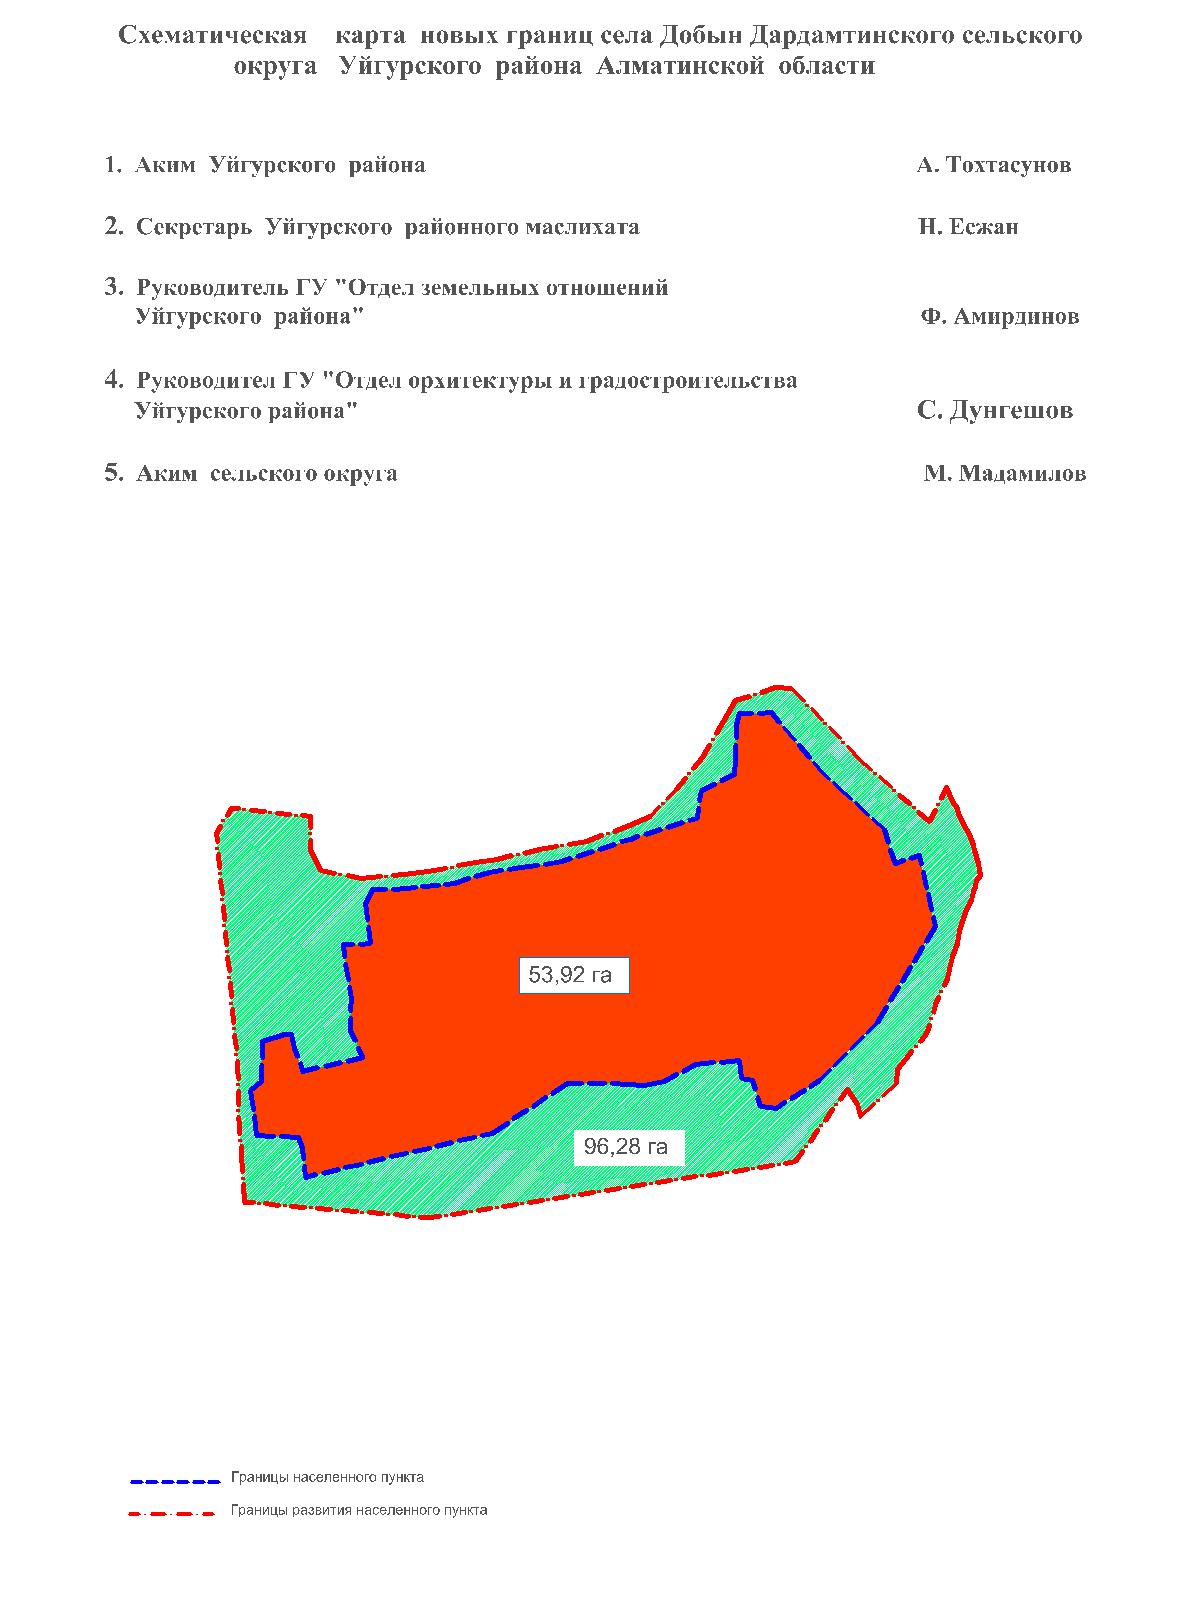 Схематическая карта новых границ села Добын Дардамтинского сельского
округа Уйгурского района Алматинской области
1. Аким Уйгурского района А. Тохтасунов
2. Секретарь Уйгурского районного маслихата Н. Есжан
3. Руководитель ГУ "Отдел земельных отношений
Уйгурского района" Ф. Амирдинов
4. Руководител ГУ "Отдел орхитектуры и градостроительства
Уйгурского района" С. Дунгешов
5. Аким сельского округа М. Мадамилов
53,92 га
96,28 га
Границы населенного пункта
Границы развития населенного пункта